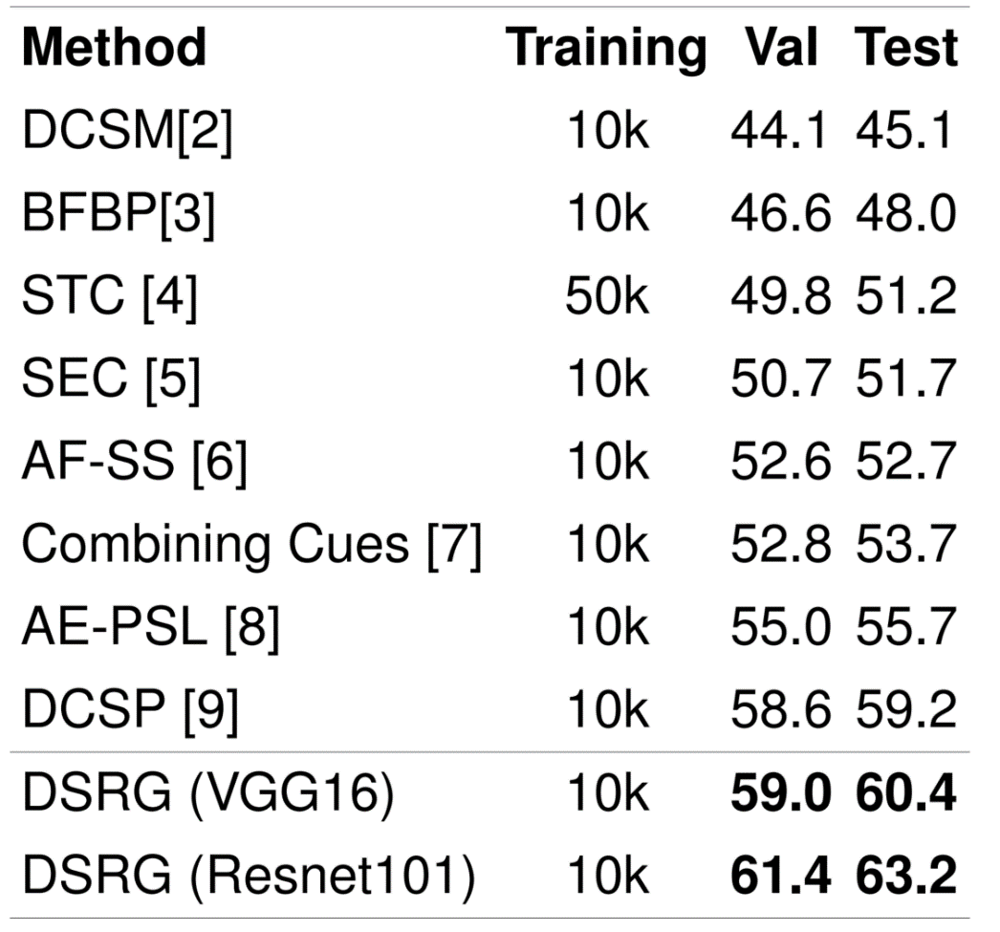 Method Training Val Test
DCSM[2] 10k 44.1 45.1
BFBP[3] 10k 46.6 48.0
STC [4] 50k 49.8 51.2
SEC [5] 10k 50.7 51.7
AF-SS [6] 10k 52.6 52.7
Combining Cues [7] 10k 52.8 53.7
AE-PSL [8] 10k 55.0 55.7
DCSP [9] 10k 58.6 59.2
DSRG (VGG16) 10k 59.0 60.4
DSRG (Resnet101) 10k 61.4 63.2